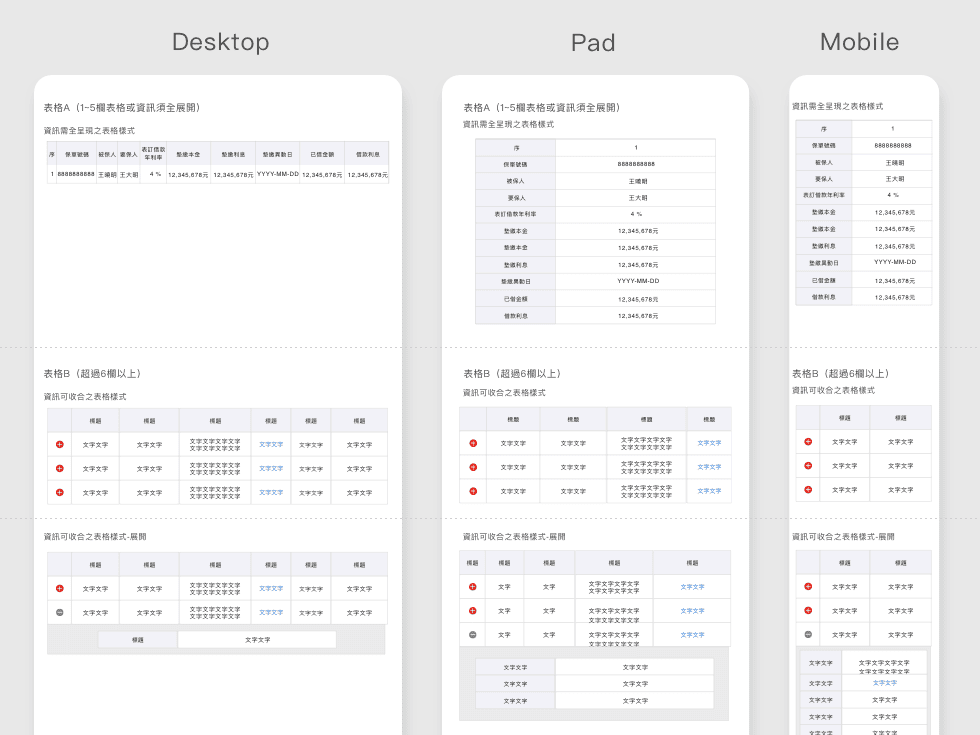 Desktop
Pad
Mobile
表格A（1~5欄表格或資訊須全展開）
資訊需全呈現之表格樣式
序 保單號碼 被保人 要保人 表訂借款年利率 墊繳本金 墊繳利息 墊繳異動日 已借金額 借款利息
1 8888888888 王曉明 王大明 4 % 12,345,678元 12,345,678元 YYYY-MM-DD 12,345,678元 12,345,678元
表格A（1~5欄表格或資訊須全展開）
資訊需全呈現之表格樣式
序 1
保單號碼 8888888888
被保人 王曉明
要保人 王大明
表訂借款年利率 4 %
墊繳本金 12,345,678元
墊繳本金 12,345,678元
墊繳利息 12,345,678元
墊繳異動日 YYYY-MM-DD
已借金額 12,345,678元
借款利息 12,345,678元
資訊需全呈現之表格樣式
序 1
保單號碼 8888888888
被保人 王曉明
要保人 王大明
表訂借款年利率 4 %
墊繳本金 12,345,678元
墊繳本金 12,345,678元
墊繳利息 12,345,678元
墊繳異動日 YYYY-MM-DD
已借金額 12,345,678元
借款利息 12,345,678元
表格B（超過6欄以上）
資訊可收合之表格樣式
標題 標題 標題 標題 標題 標題
文字文字 文字文字 文字文字文字文字 文字文字 文字文字 文字文字
文字文字文字文字
文字文字 文字文字 文字文字文字文字 文字文字 文字文字 文字文字
文字文字文字文字
文字文字 文字文字 文字文字文字文字 文字文字 文字文字 文字文字
文字文字文字文字
表格B（超過6欄以上）
資訊可收合之表格樣式
標題 標題 標題 標題
文字文字 文字文字 文字文字文字文字 文字文字
文字文字文字文字
文字文字 文字文字 文字文字文字文字 文字文字
文字文字文字文字
文字文字 文字文字 文字文字文字文字 文字文字
文字文字文字文字
表格B（超過6欄以上）
資訊可收合之表格樣式
標題 標題
文字文字 文字文字
文字文字 文字文字
文字文字 文字文字
資訊可收合之表格樣式-展開
標題 標題 標題 標題 標題 標題
文字文字 文字文字 文字文字文字文字 文字文字 文字文字 文字文字
文字文字文字文字
文字文字 文字文字 文字文字文字文字 文字文字 文字文字 文字文字
文字文字文字文字
標題 文字文字
資訊可收合之表格樣式-展開
標題 標題 標題 標題 標題
文字 文字 文字文字文字文字 文字文字
文字文字文字文字
文字 文字 文字文字文字文字 文字文字
文字文字文字文字
文字 文字 文字文字文字文字 文字文字
文字文字文字文字
文字文字 文字文字
文字文字 文字文字
文字文字 文字文字
資訊可收合之表格樣式-展開
標題 標題
文字文字 文字文字
文字文字 文字文字
文字文字 文字文字
文字文字 文字文字文字文字
文字文字文字文字
文字文字 文字文字
文字文字 文字文字
文字文字 文字文字
文字文字 文字文字